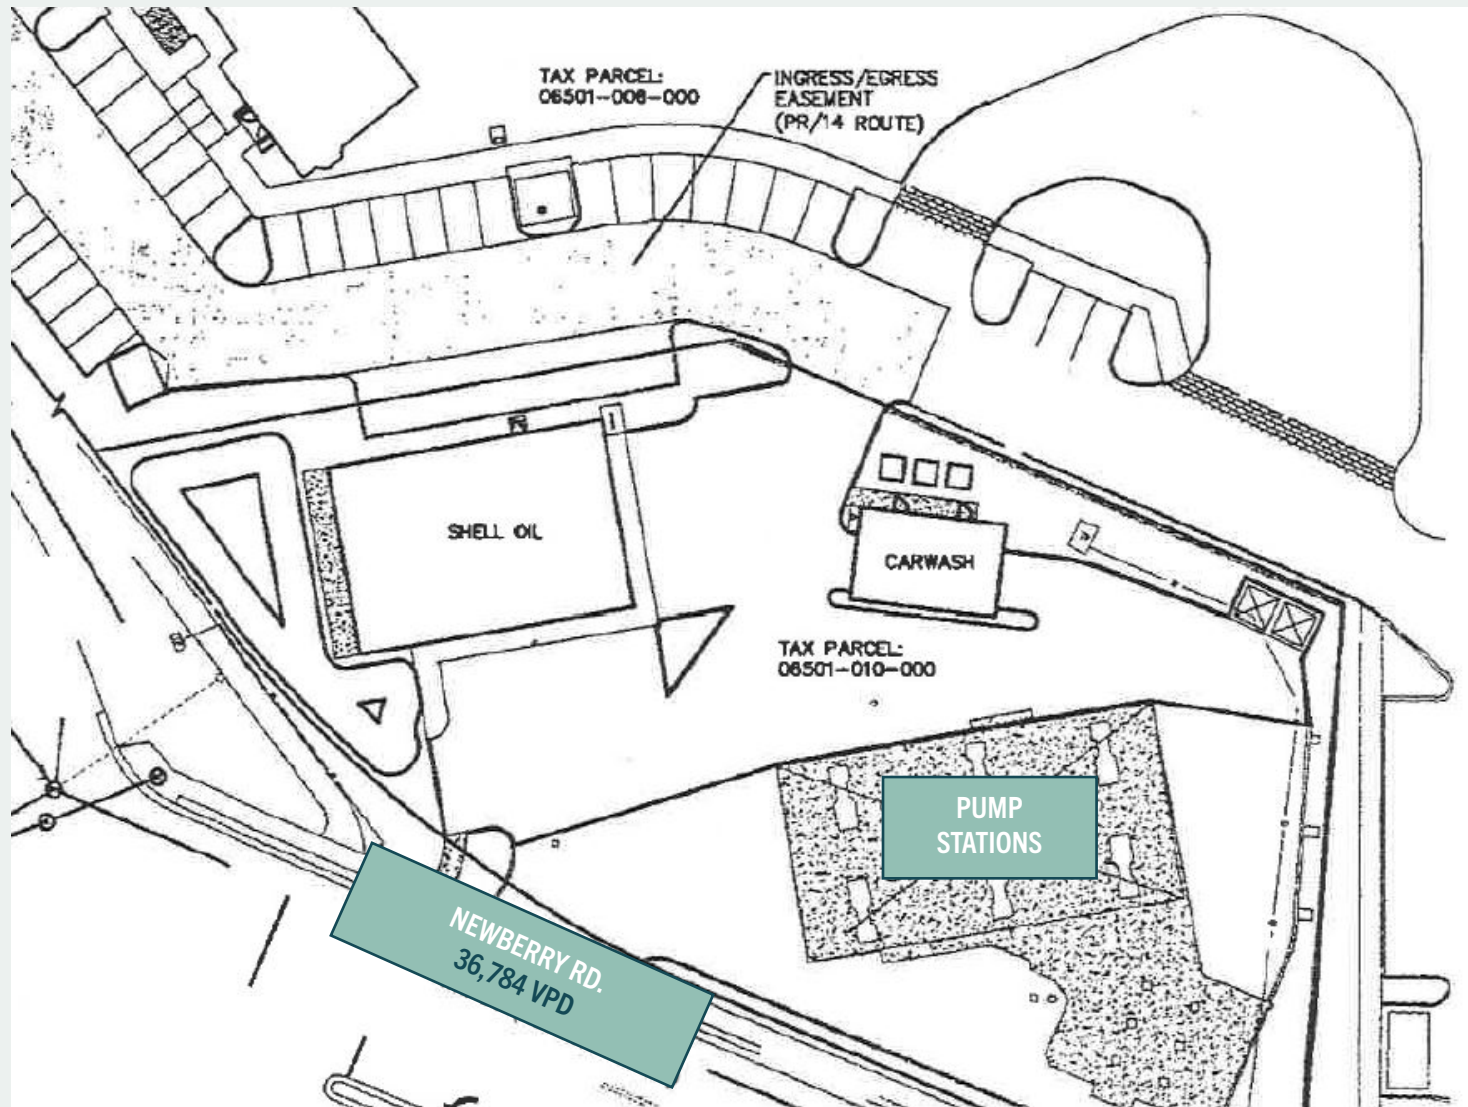 TAX PARCEL:
06501-008-000
INGRESS/EGRESS
EASEMENT
(PR/14 ROUTE)
SHELL OIL
CARWASH
TAX PARCEL:
06501-010-000
PUMP
STATIONS
NEWBERRY RD.
36,784 VPD